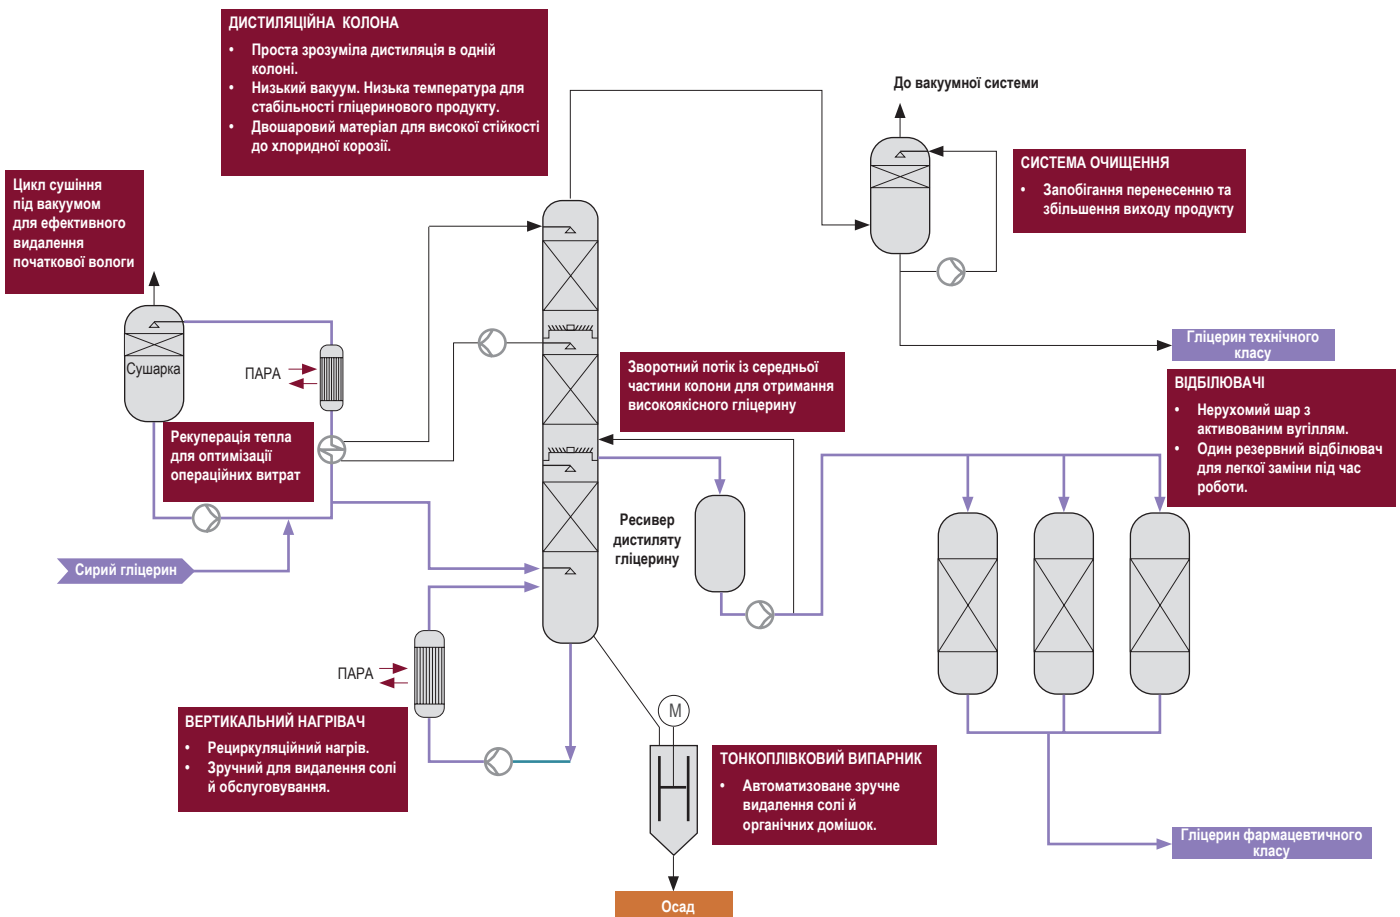 ДИСТИЛЯЦІЙНА КОЛОНА
• Проста зрозуміла дистиляція в одній
колоні.
• Низький вакуум. Низька температура для
стабільності гліцеринового продукту.
• Двошаровий матеріал для високої стійкості
до хлоридної корозії.
До вакуумної системи
СИСТЕМА ОЧИЩЕННЯ
• Запобігання перенесенню та
збільшення виходу продукту
Цикл сушіння
під вакуумом
для ефективного
видалення
початкової вологи
Сушарка
ПАРА
Гліцерин технічного
класу
Зворотний потік із середньої
частини колони для отримання
високоякісного гліцерину
ВІДБІЛЮВАЧІ
• Нерухомий шар з
активованим вугіллям.
• Один резервний відбілювач
для легкої заміни під час
роботи.
Рекуперація тепла
для оптимізації
операційних витрат
Ресивер
дистиляту
гліцерину
Сирий гліцерин
ПАРА
ВЕРТИКАЛЬНИЙ НАГРІВАЧ
• Рециркуляційний нагрів.
• Зручний для видалення солі
й обслуговування.
M
ТОНКОПЛІВКОВИЙ ВИПАРНИК
• Автоматизоване зручне
видалення солі й
органічних домішок.
Гліцерин фармацевтичного
класу
Осад